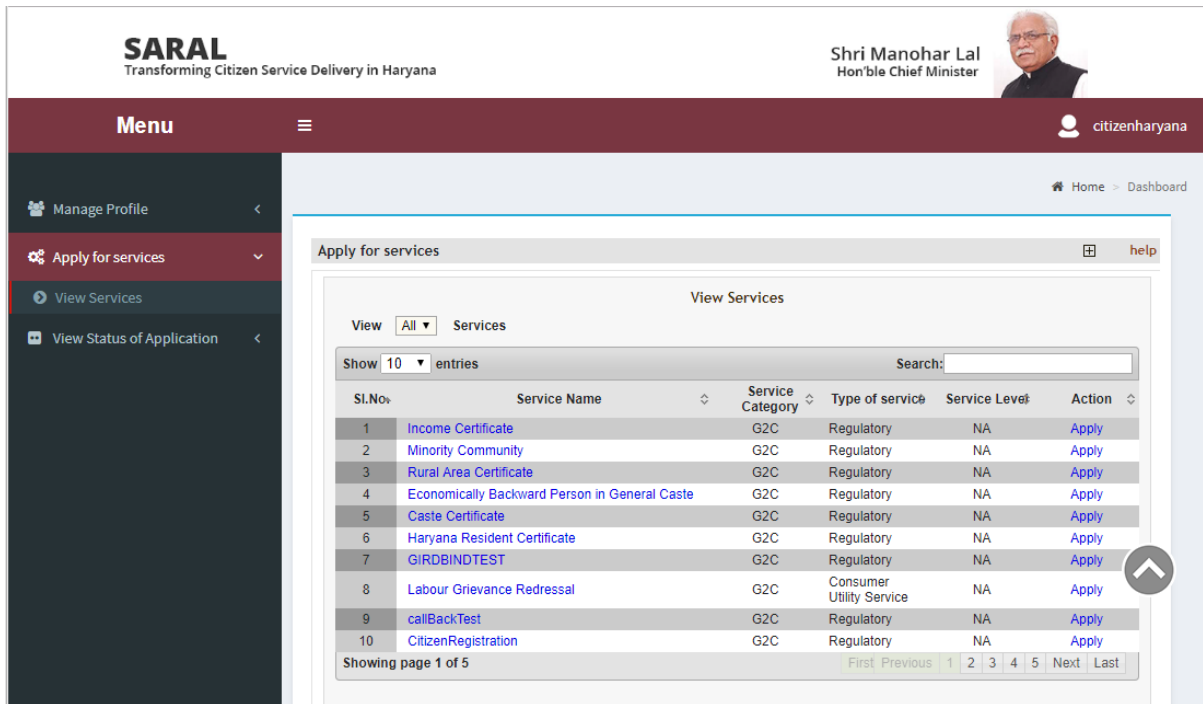 SARAL
Transforming Citizen Service Delivery in Haryana
Shri Manohar Lal
Hon'ble Chief Minister
Menu
citizenharyana
Home > Dashboard
Manage Profile
Apply for services
View Services
View Status of Application
Apply for services help
View Services
View All Services
Show 10 entries Search:
Sl.No. Service Name Service Category Type of service Service Level Action
1 Income Certificate G2C Regulatory NA Apply
2 Minority Community G2C Regulatory NA Apply
3 Rural Area Certificate G2C Regulatory NA Apply
4 Economically Backward Person in General Caste G2C Regulatory NA Apply
5 Caste Certificate G2C Regulatory NA Apply
6 Haryana Resident Certificate G2C Regulatory NA Apply
7 GIRDBINDTEST G2C Regulatory NA Apply
8 Labour Grievance Redressal G2C Consumer Utility Service NA Apply
9 callBackTest G2C Regulatory NA Apply
10 CitizenRegistration G2C Regulatory NA Apply
Showing page 1 of 5 First Previous 1 2 3 4 5 Next Last